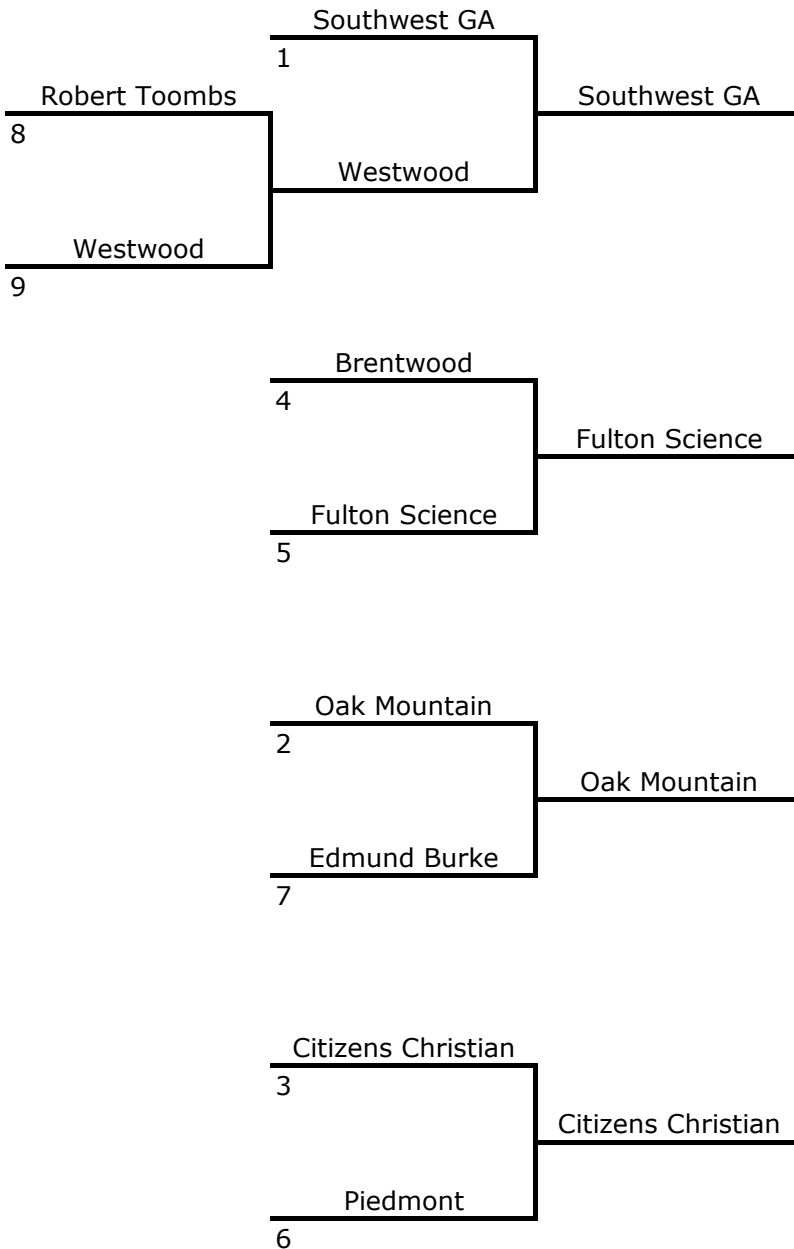 Southwest GA
1
Robert Toombs
Southwest GA
8
Westwood
Westwood
9
Brentwood
4
Fulton Science
Fulton Science
5
Oak Mountain
2
Oak Mountain
Edmund Burke
7
Citizens Christian
3
Citizens Christian
Piedmont
6